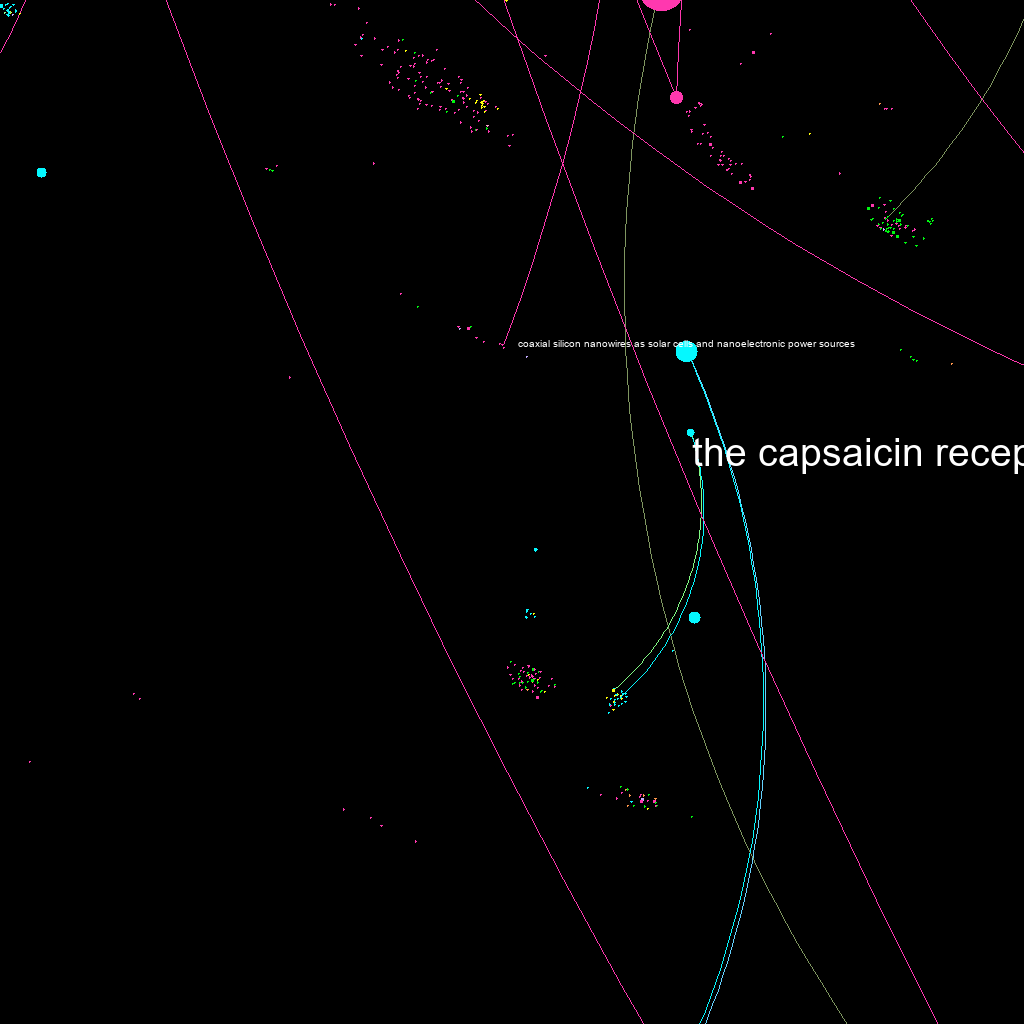 coaxial silicon nanowires as solar cells and nanoelectronic power sources
the capsaicin recep